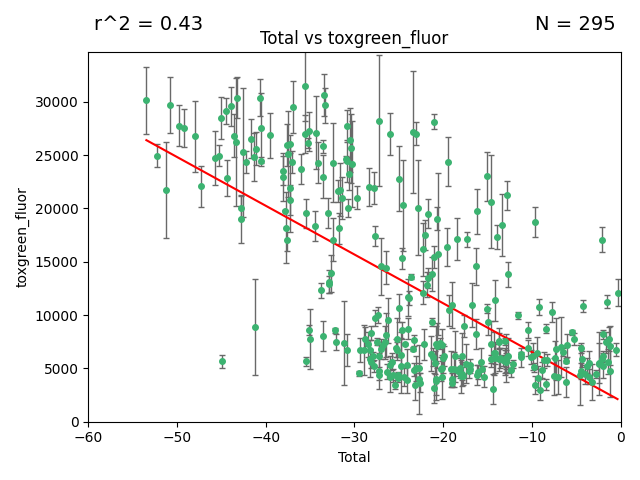 r^2 = 0.43 N = 295
Total vs toxgreen_fluor
30000
25000
20000
15000
10000
5000
0
toxgreen_fluor
−60 −50 −40 −30 −20 −10 0
Total